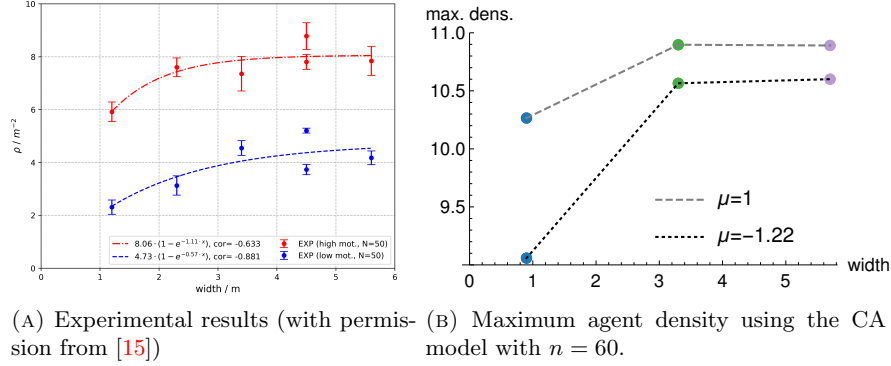 10
8
6
4
2
0
ρ / m⁻²
8.06 · (1 − e^{−1.11·x}), cor= -0.633
4.73 · (1 − e^{−0.57·x}), cor= -0.881
EXP (high mot., N=50)
EXP (low mot., N=50)
0 1 2 3 4 5 6
width / m
max. dens.
11.0
10.5
10.0
9.5
μ=1
μ=−1.22
0 1 2 3 4 5
width
(A) Experimental results (with permis-
sion from [15])
(B) Maximum agent density using the CA
model with n = 60.